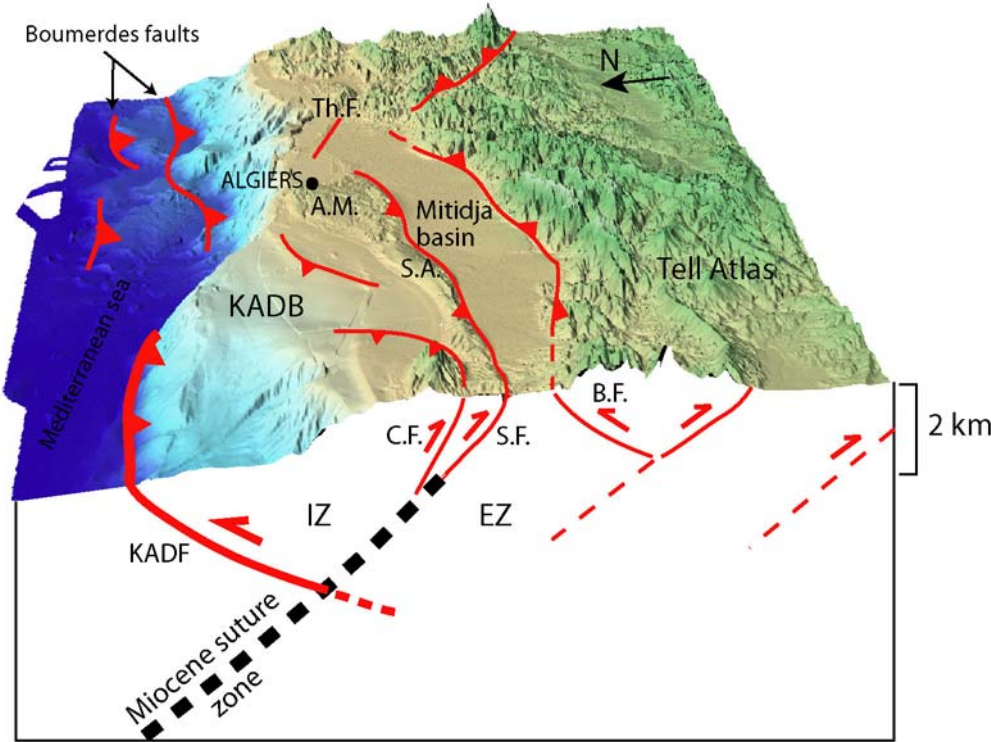 Boumerdes faults
N
Th.F.
ALGIERS
A.M.
Mitidja
basin
S.A.
Tell Atlas
KADB
Mediterranean sea
B.F.
C.F.
S.F.
2 km
IZ
EZ
KADF
Miocene suture
zone